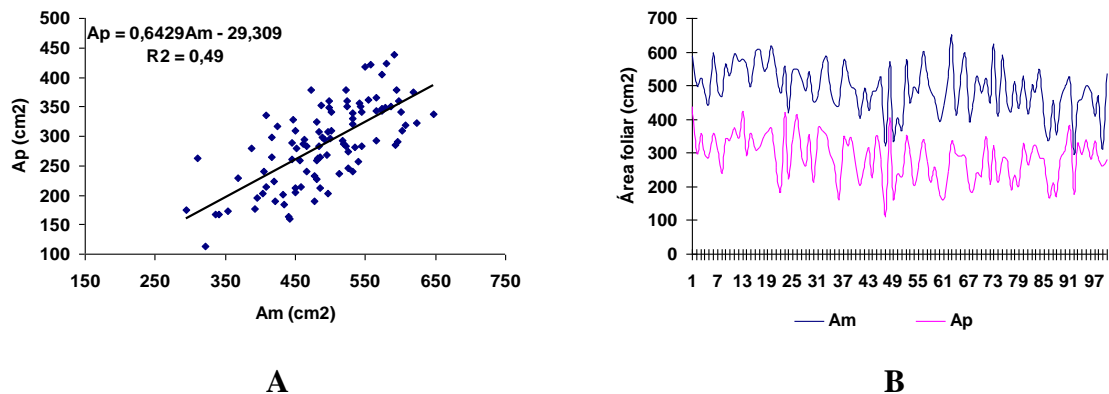 Ap = 0,6429Am - 29,309
R2 = 0,49
500
450
400
350
300
250
200
150
100
Ap (cm2)
150 250 350 450 550 650 750
Am (cm2)
A
700
600
500
400
300
200
100
0
Área foliar (cm2)
1 7 13 19 25 31 37 43 49 55 61 67 73 79 85 91 97
Am Ap
B